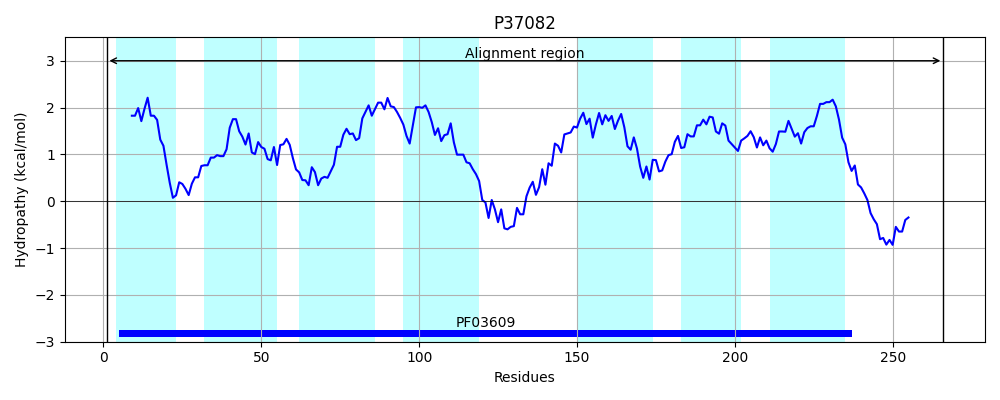 P37082
Alignment region
3
2
1
0
−1
−2
−3
Hydropathy (kcal/mol)
PF03609
0 50 100 150 200 250
Residues